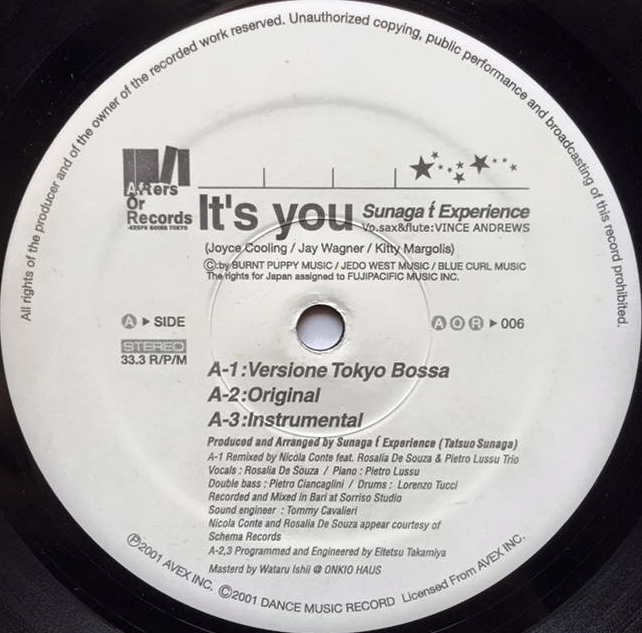 All rights of the producer and of the owner of the recorded work reserved. Unauthorized copying, public performance and broadcasting of this record prohibited.
Afters
Or
Records
-KEEPS GOING TOKYO
It's you Sunaga t Experience
Vo.sax&flute:VINCE ANDREWS
(Joyce Cooling / Jay Wagner / Kitty Margolis)
Ⓒ:by BURNT PUPPY MUSIC / JEDO WEST MUSIC / BLUE CURL MUSIC
The rights for Japan assigned to FUJIPACIFIC MUSIC INC.
A ▶ SIDE
A O R ▶ 006
STEREO
33.3 R/P/M
A-1:Versione Tokyo Bossa
A-2:Original
A-3:Instrumental
Produced and Arranged by Sunaga t Experience (Tatsuo Sunaga)
A-1 Remixed by Nicola Conte feat. Rosalia De Souza & Pietro Lussu Trio
Vocals : Rosalia De Souza / Piano : Pietro Lussu
Double bass : Pietro Ciancaglini / Drums : Lorenzo Tucci
Recorded and Mixed in Bari at Sorriso Studio
Sound engineer : Tommy Cavalieri
Nicola Conte and Rosalia De Souza appear courtesy of
Schema Records
A-2,3 Programmed and Engineered by Eitetsu Takamiya
Masterd by Wataru Ishii @ ONKIO HAUS
Ⓟ2001 AVEX INC. Ⓒ2001 DANCE MUSIC RECORD Licensed From AVEX INC.